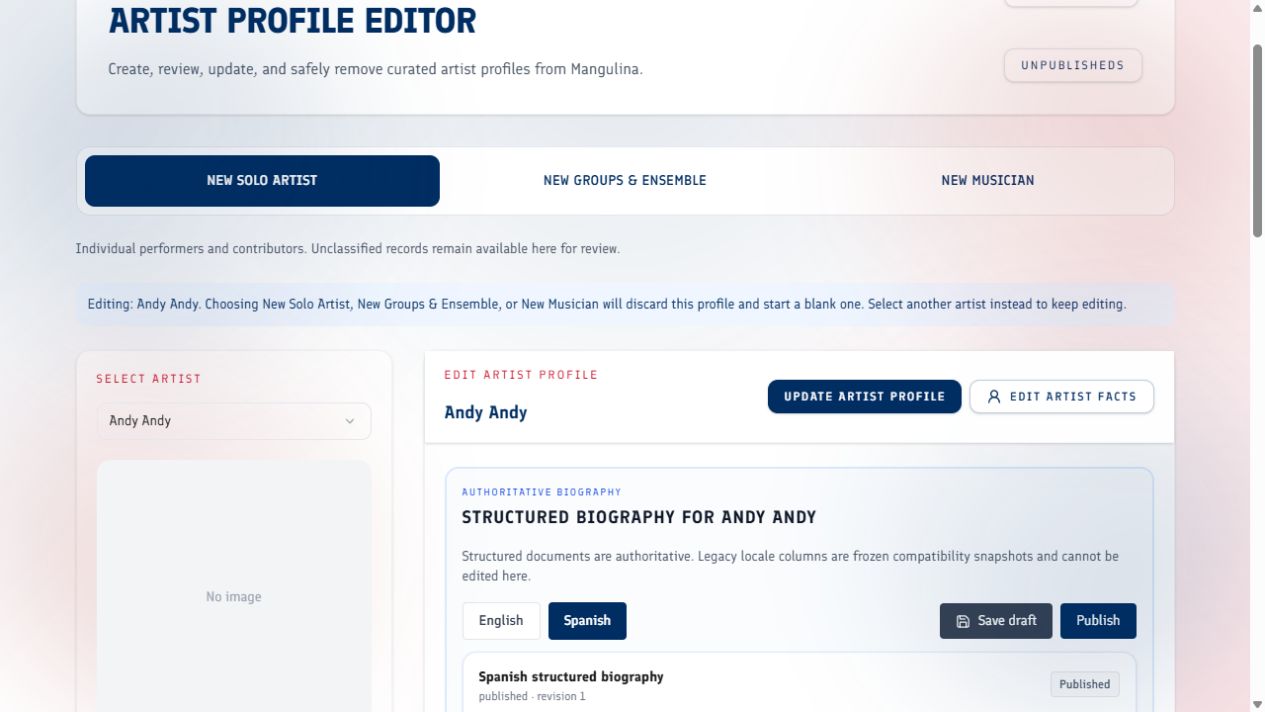 ARTIST PROFILE EDITOR
Create, review, update, and safely remove curated artist profiles from Mangulina.
UNPUBLISHEDS
NEW SOLO ARTIST
NEW GROUPS & ENSEMBLE
NEW MUSICIAN
Individual performers and contributors. Unclassified records remain available here for review.
Editing: Andy Andy. Choosing New Solo Artist, New Groups & Ensemble, or New Musician will discard this profile and start a blank one. Select another artist instead to keep editing.
SELECT ARTIST
Andy Andy
No image
EDIT ARTIST PROFILE
Andy Andy
UPDATE ARTIST PROFILE
EDIT ARTIST FACTS
AUTHORITATIVE BIOGRAPHY
STRUCTURED BIOGRAPHY FOR ANDY ANDY
Structured documents are authoritative. Legacy locale columns are frozen compatibility snapshots and cannot be
edited here.
English
Spanish
Save draft
Publish
Spanish structured biography
published · revision 1
Published